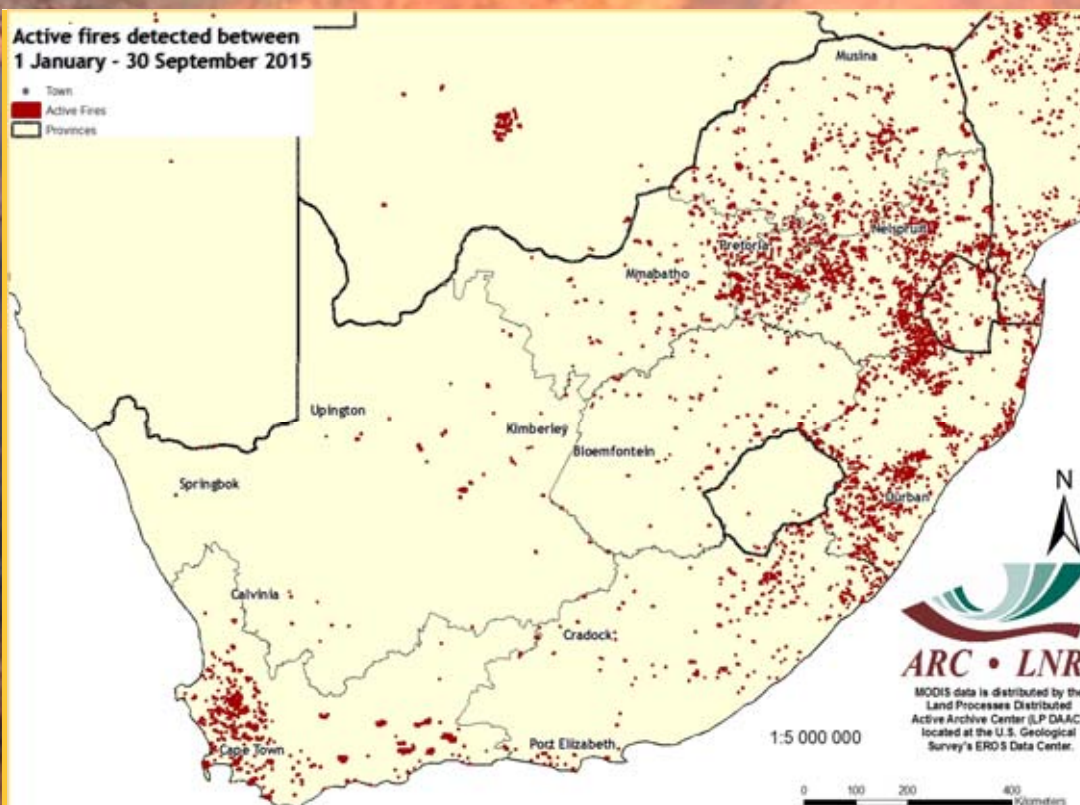 Active fires detected between
1 January - 30 September 2015
Town
Active Fires
Provinces
Musina
Nelspruit
Pretoria
Mmabatho
Upington
Kimberley
Bloemfontein
Springbok
Durban
N
Calvinia
Cradock
ARC • LNR
MODIS data is distributed by the
Land Processes Distributed
Active Archive Center (LP DAAC)
located at the U.S. Geological
Survey's EROS Data Center.
Cape Town
Port Elizabeth
1:5 000 000
0 100 200 400
Kilometers